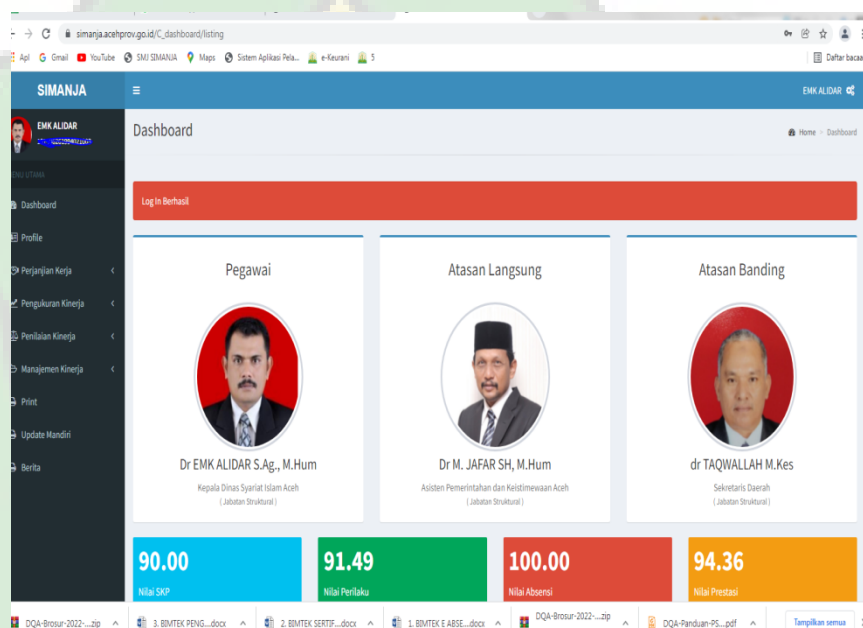 simanja.acehprov.go.id/C_dashboard/listing
Apl Gmail YouTube SMJ SIMANJA Maps Sistem Aplikasi Pela... e-Keurani 5 Daftar bacaa
SIMANJA
EMK ALIDAR
EMK ALIDAR
Dashboard
Home > Dashboard
MENU UTAMA
Log In Berhasil
Dashboard
Profile
Perjanjian Kerja
Pengukuran Kinerja
Penilaian Kinerja
Manajemen Kinerja
Print
Update Mandiri
Berita
Pegawai
Dr EMK ALIDAR S.Ag., M.Hum
Kepala Dinas Syariat Islam Aceh
( Jabatan Struktural )
Atasan Langsung
Dr M. JAFAR SH, M.Hum
Asisten Pemerintahan dan Keistimewaan Aceh
( Jabatan Struktural )
Atasan Banding
dr TAQWALLAH M.Kes
Sekretaris Daerah
( Jabatan Struktural )
90.00
Nilai SKP
91.49
Nilai Perilaku
100.00
Nilai Absensi
94.36
Nilai Prestasi
DQA-Brosur-2022-....zip 3. BIMTEK PENG....docx 2. BIMTEK SERTIF....docx 1. BIMTEK E ABSE....docx DQA-Brosur-2022-....zip DQA-Panduan-PS....pdf Tampilkan semua